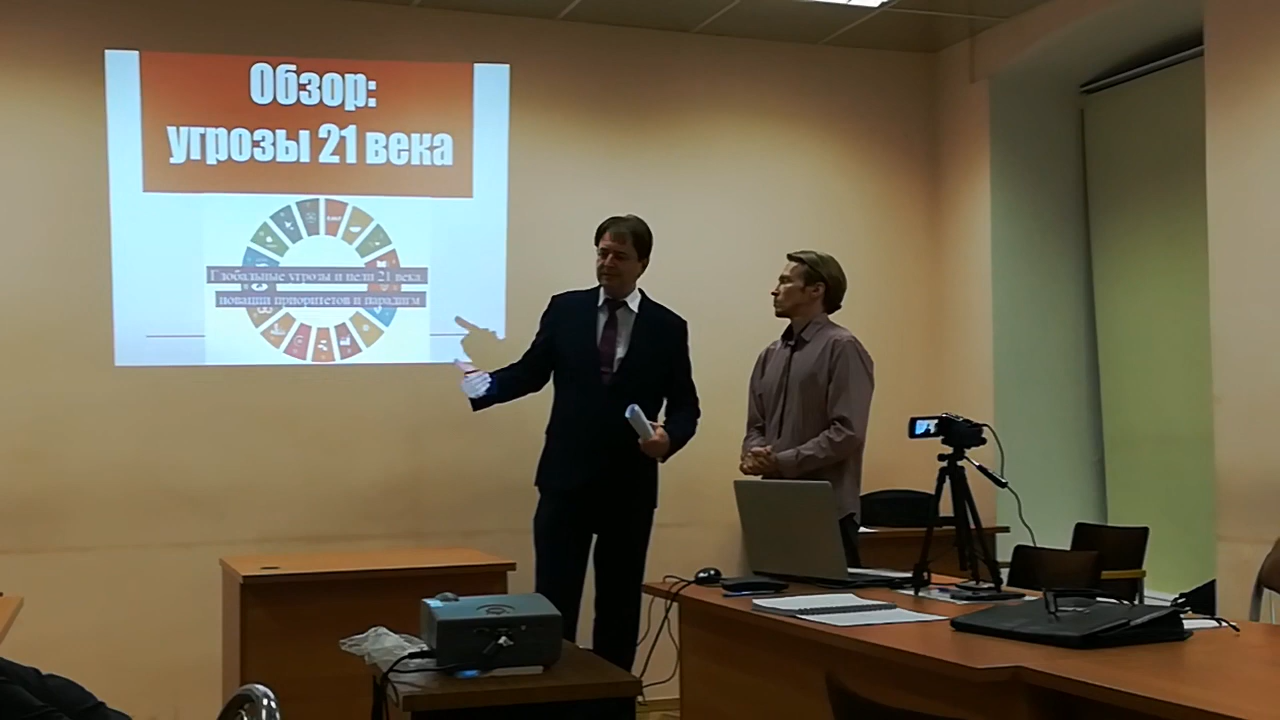 Обзор:
угрозы 21 века
Глобальные угрозы и цели 21 века
новации приоритетов и парадигм